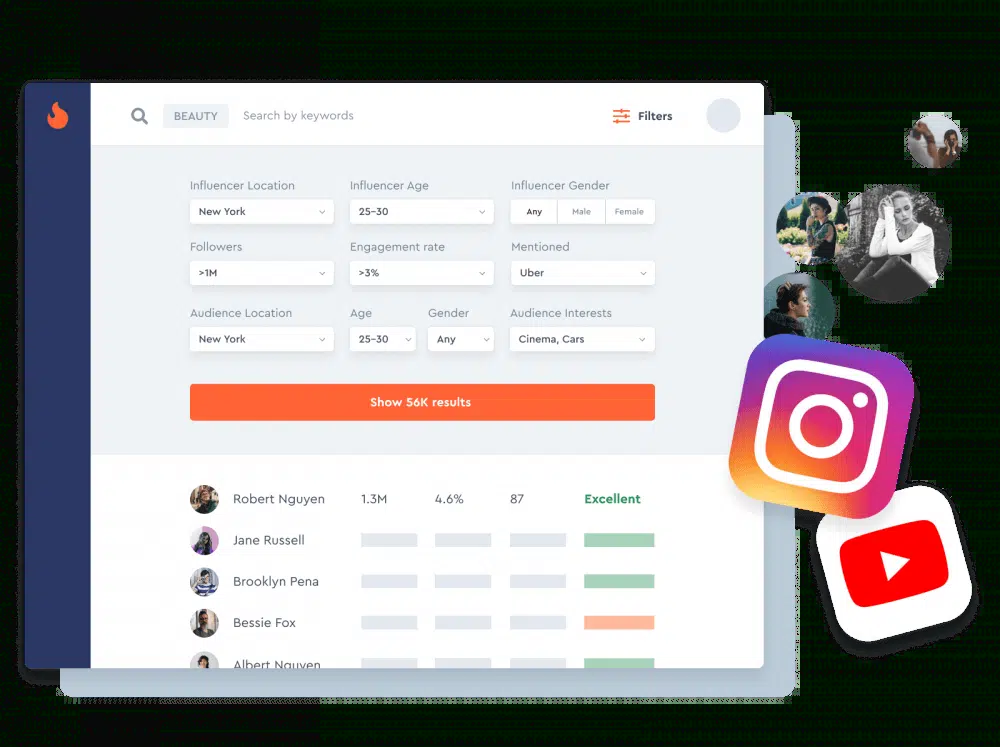 BEAUTY Search by keywords Filters
Influencer Location Influencer Age Influencer Gender
New York 25-30 Any Male Female
Followers Engagement rate Mentioned
>1M >3% Uber
Audience Location Age Gender Audience Interests
New York 25-30 Any Cinema, Cars
Show 56K results
Robert Nguyen 1.3M 4.6% 87 Excellent
Jane Russell
Brooklyn Pena
Bessie Fox
Albert Nguyen